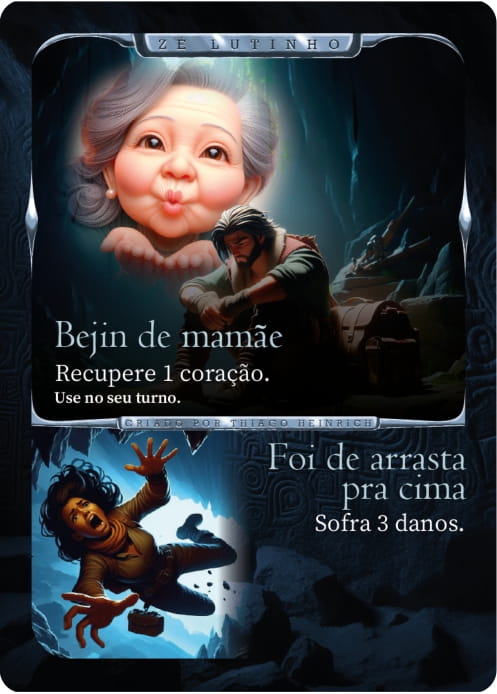 ZÉ LUTINHO
Bejin de mamãe
Recupere 1 coração.
Use no seu turno.
CRIADO POR THIAGO HEINRICH
Foi de arrasta
pra cima
Sofra 3 danos.